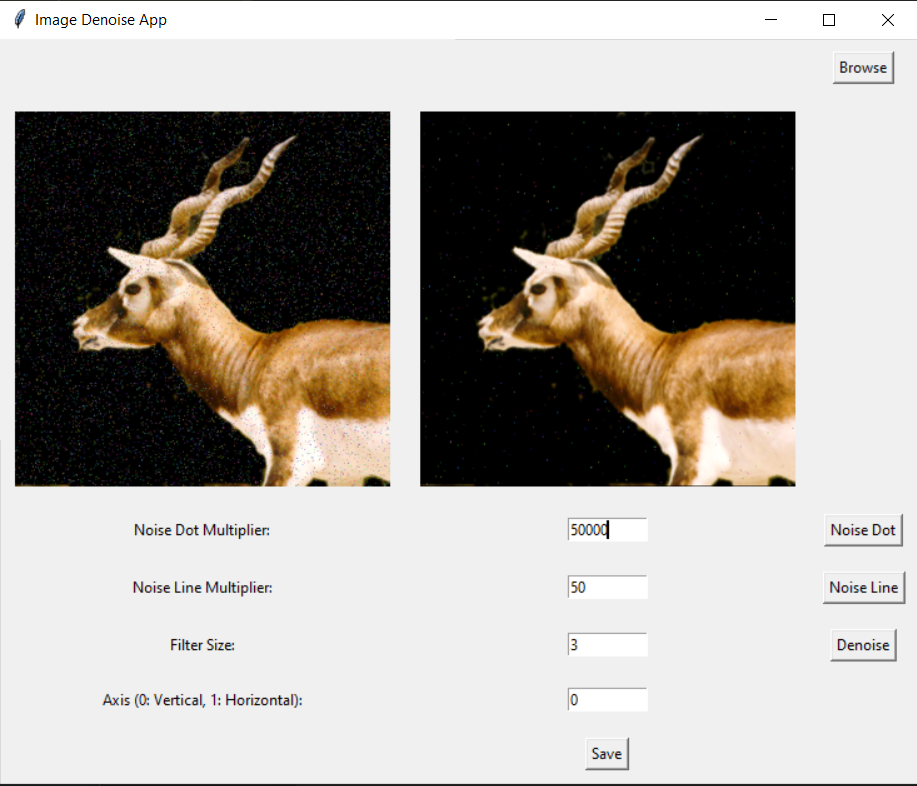 Image Denoise App
Browse
Noise Dot Multiplier: 50000 Noise Dot
Noise Line Multiplier: 50 Noise Line
Filter Size: 3 Denoise
Axis (0: Vertical, 1: Horizontal): 0
Save